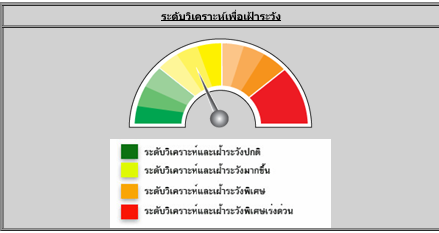 ระดับวิเคราะห์เพื่อเฝ้าระวัง
ระดับวิเคราะห์และเฝ้าระวังปกติ
ระดับวิเคราะห์และเฝ้าระวังมากขึ้น
ระดับวิเคราะห์และเฝ้าระวังพิเศษ
ระดับวิเคราะห์และเฝ้าระวังพิเศษเร่งด่วน